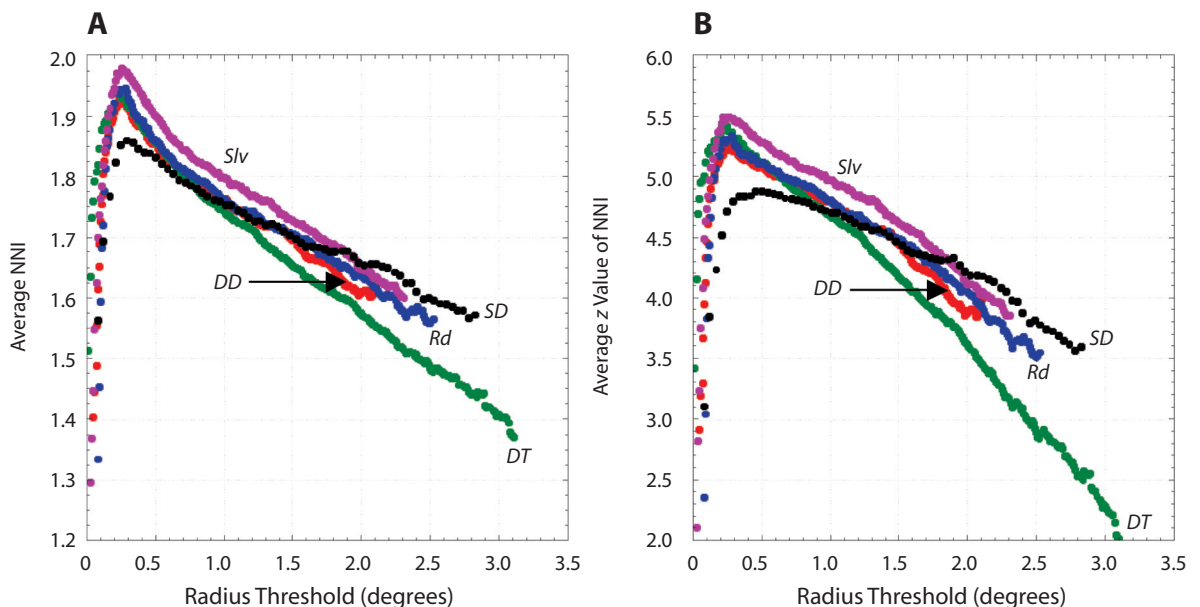 A
Average NNI
2.0
1.9
1.8
1.7
1.6
1.5
1.4
1.3
1.2
Slv
DD
SD
Rd
DT
0 0.5 1.0 1.5 2.0 2.5 3.0 3.5
Radius Threshold (degrees)
B
Average z Value of NNI
6.0
5.5
5.0
4.5
4.0
3.5
3.0
2.5
2.0
Slv
DD
SD
Rd
DT
0 0.5 1.0 1.5 2.0 2.5 3.0 3.5
Radius Threshold (degrees)